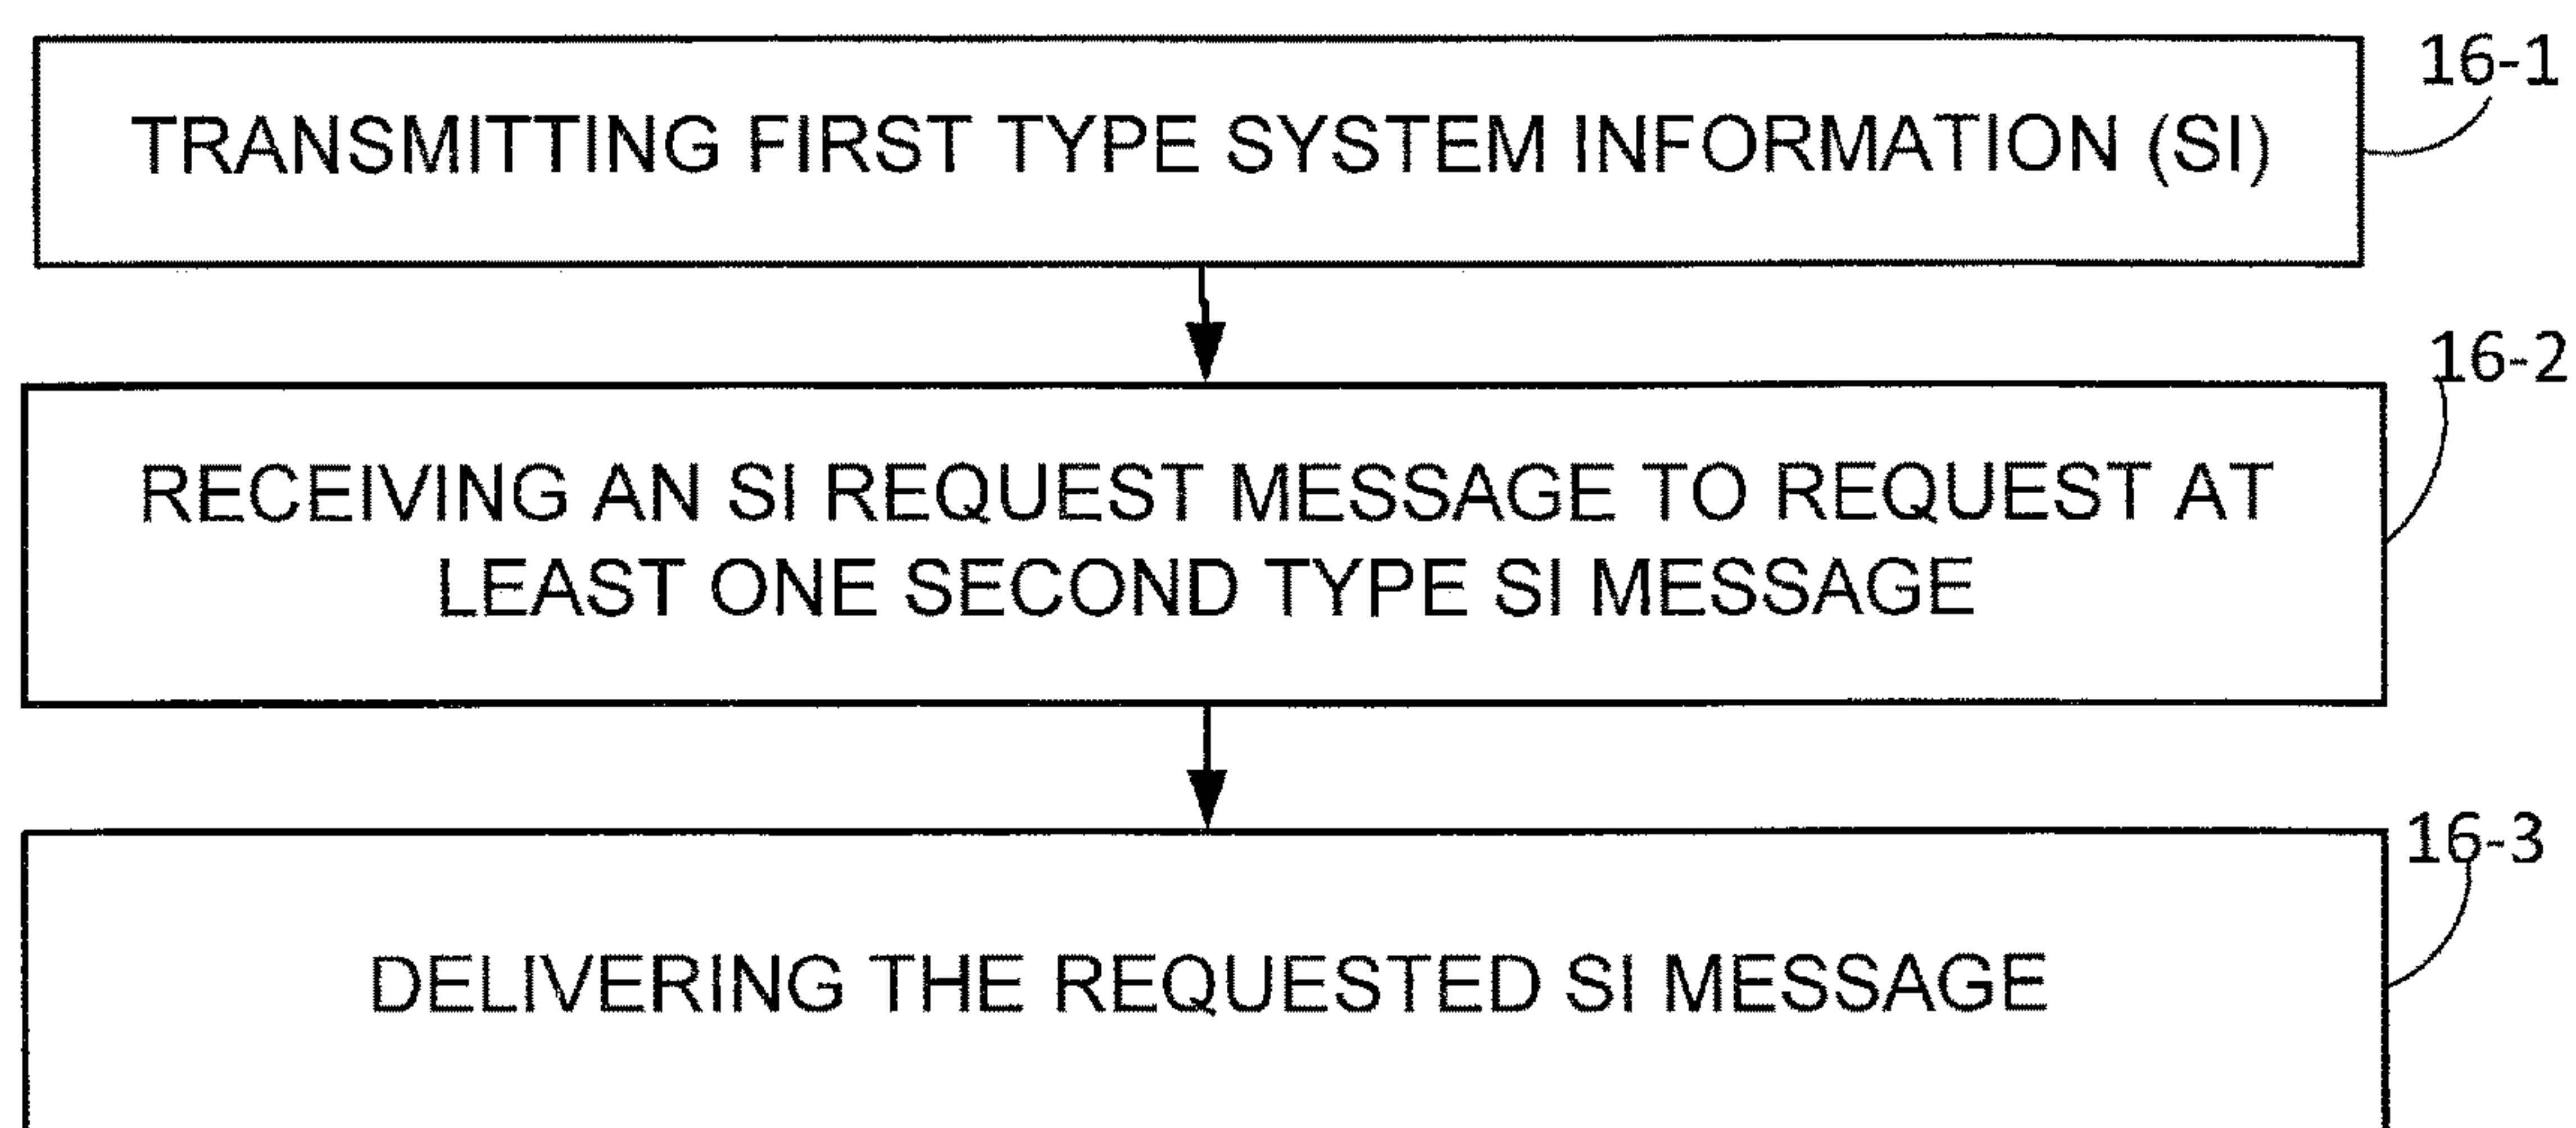 16-1
TRANSMITTING FIRST TYPE SYSTEM INFORMATION (SI)
16-2
RECEIVING AN SI REQUEST MESSAGE TO REQUEST AT
LEAST ONE SECOND TYPE SI MESSAGE
16-3
DELIVERING THE REQUESTED SI MESSAGE